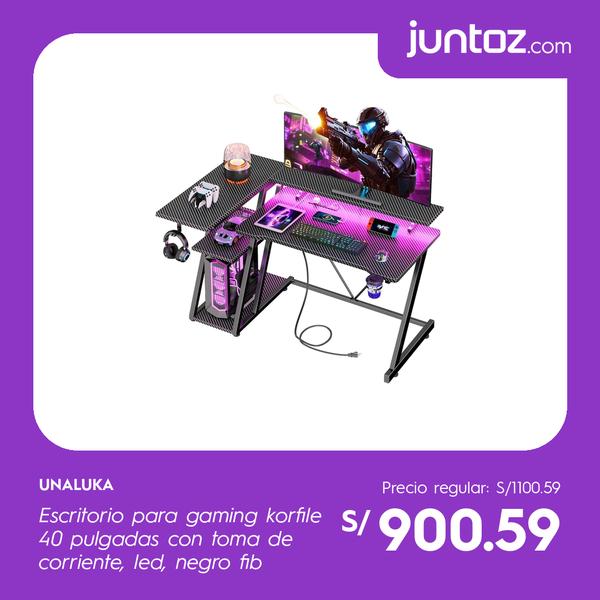 juntoz.com
UNALUKA
Escritorio para gaming korfile
40 pulgadas con toma de
corriente, led, negro fib
Precio regular: S/1100.59
S/ 900.59